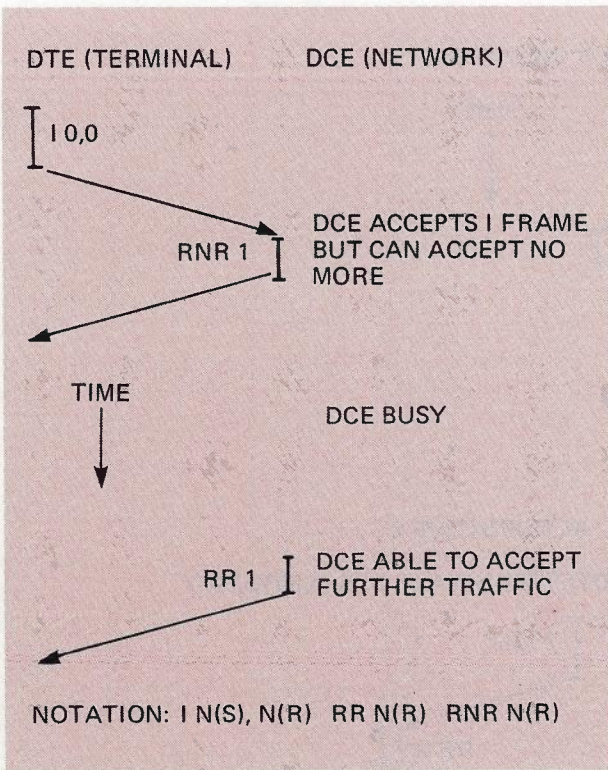 DTE (TERMINAL) DCE (NETWORK)
I 0,0
DCE ACCEPTS I FRAME
RNR 1 BUT CAN ACCEPT NO
MORE
TIME
DCE BUSY
DCE ABLE TO ACCEPT
RR 1 FURTHER TRAFFIC
NOTATION: I N(S), N(R) RR N(R) RNR N(R)